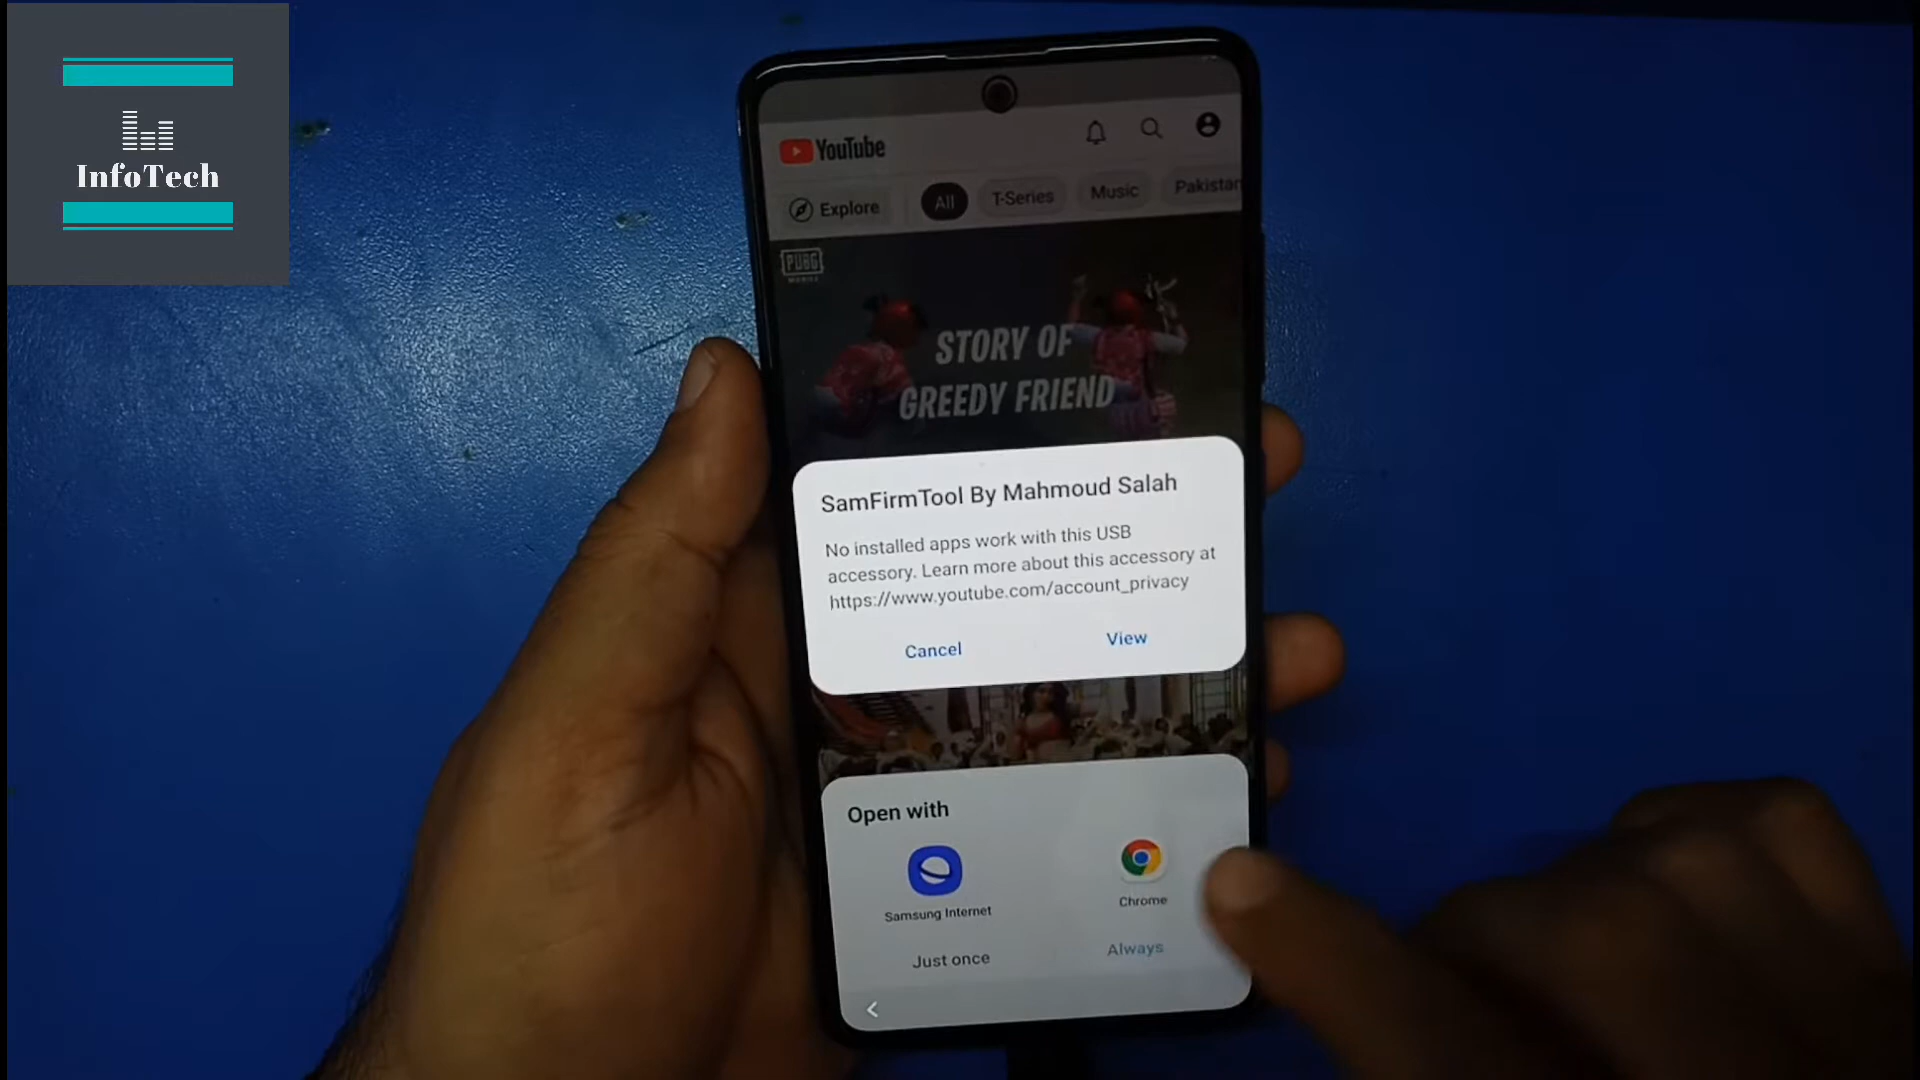 InfoTech
YouTube
Explore
All
T-Series
Music
Pakistan
PUBG
MOBILE
STORY OF
GREEDY FRIEND
SamFirmTool By Mahmoud Salah
No installed apps work with this USB
accessory. Learn more about this accessory at
https://www.youtube.com/account_privacy
Cancel
View
Open with
Samsung Internet
Chrome
Just once
Always